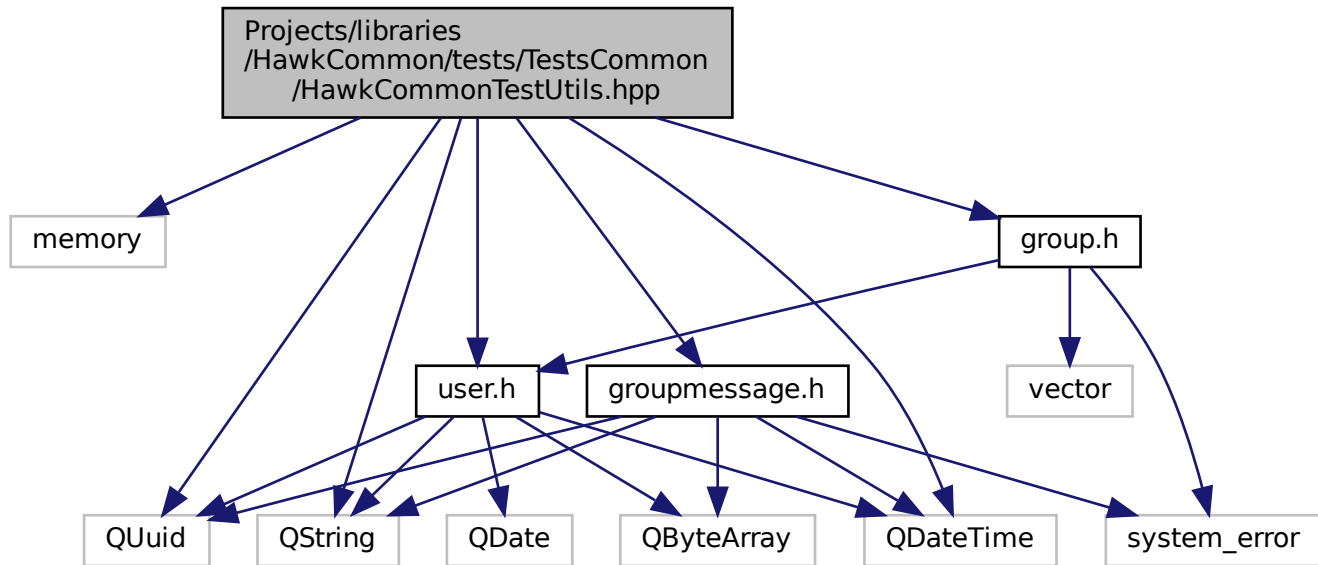 Projects/libraries
/HawkCommon/tests/TestsCommon
/HawkCommonTestUtils.hpp
memory
group.h
user.h
groupmessage.h
vector
QUuid
QString
QDate
QByteArray
QDateTime
system_error